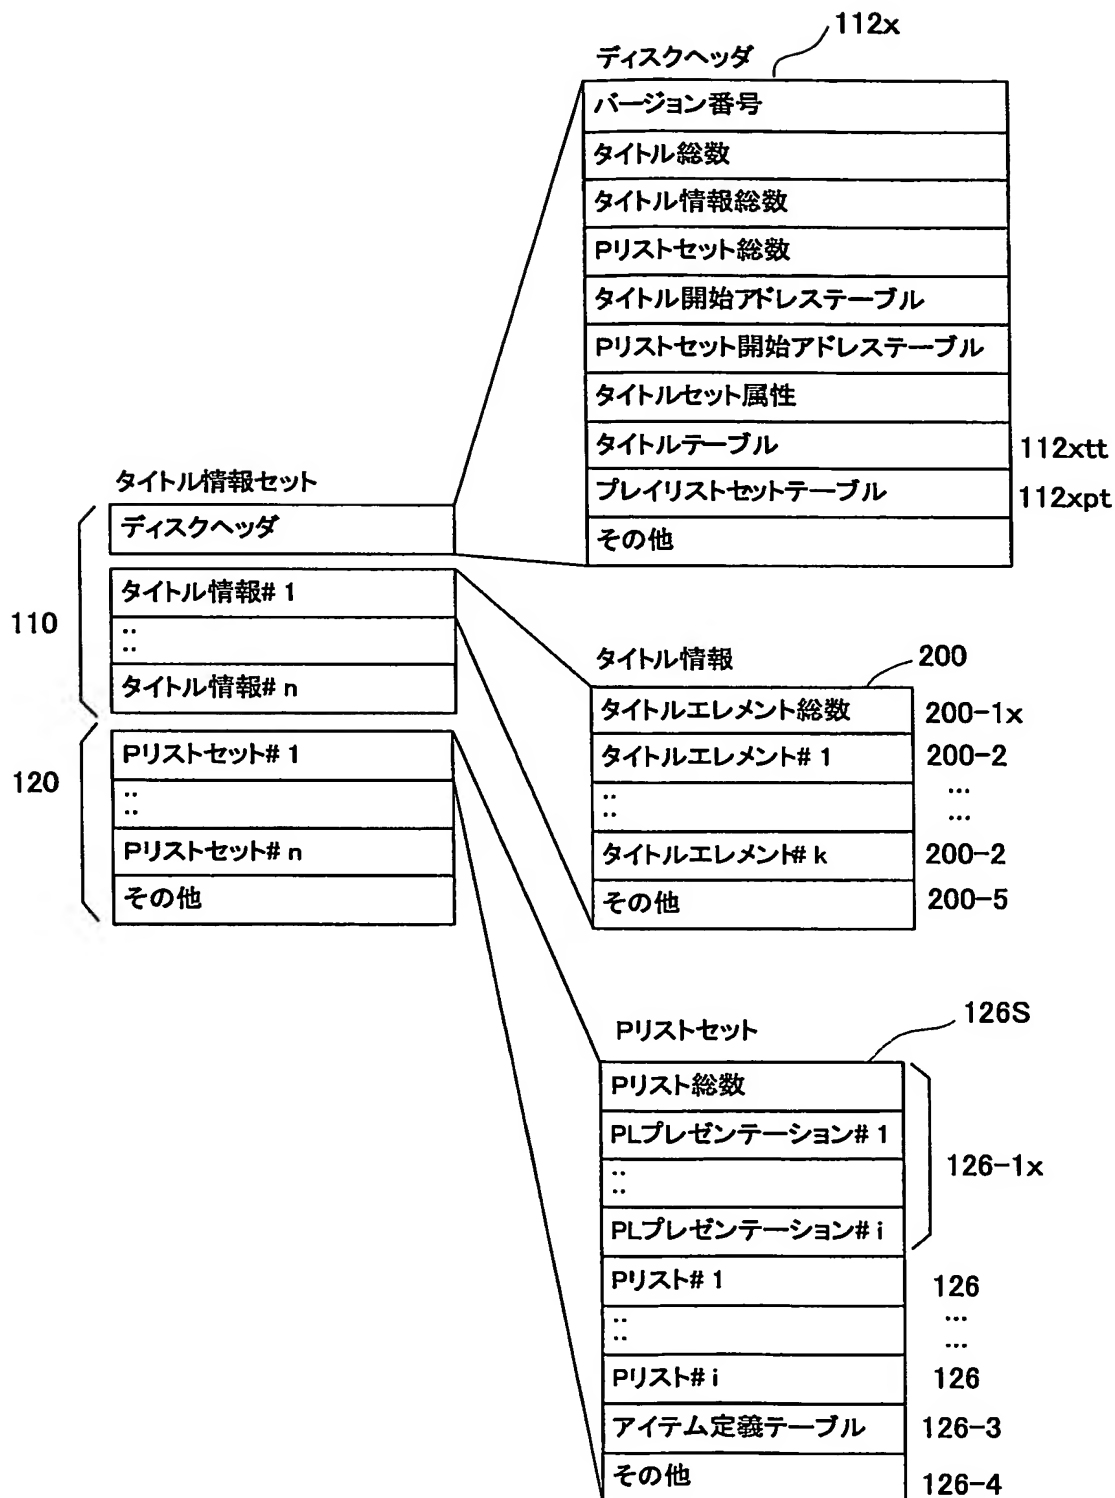 112x
ディスクヘッダ
バージョン番号
タイトル総数
タイトル情報総数
Pリストセット総数
タイトル開始アドレステーブル
Pリストセット開始アドレステーブル
タイトルセット属性
タイトルテーブル 112xtt
プレイリストセットテーブル 112xpt
その他
タイトル情報セット
ディスクヘッダ
110
タイトル情報# 1
::
タイトル情報# n
120
Pリストセット# 1
::
Pリストセット# n
その他
タイトル情報 200
タイトルエレメント総数 200-1x
タイトルエレメント# 1 200-2
:: ... ...
タイトルエレメント# k 200-2
その他 200-5
Pリストセット 126S
Pリスト総数
PLプレゼンテーション# 1
:: 126-1x
PLプレゼンテーション# i
Pリスト# 1 126
:: ... ...
Pリスト# i 126
アイテム定義テーブル 126-3
その他 126-4